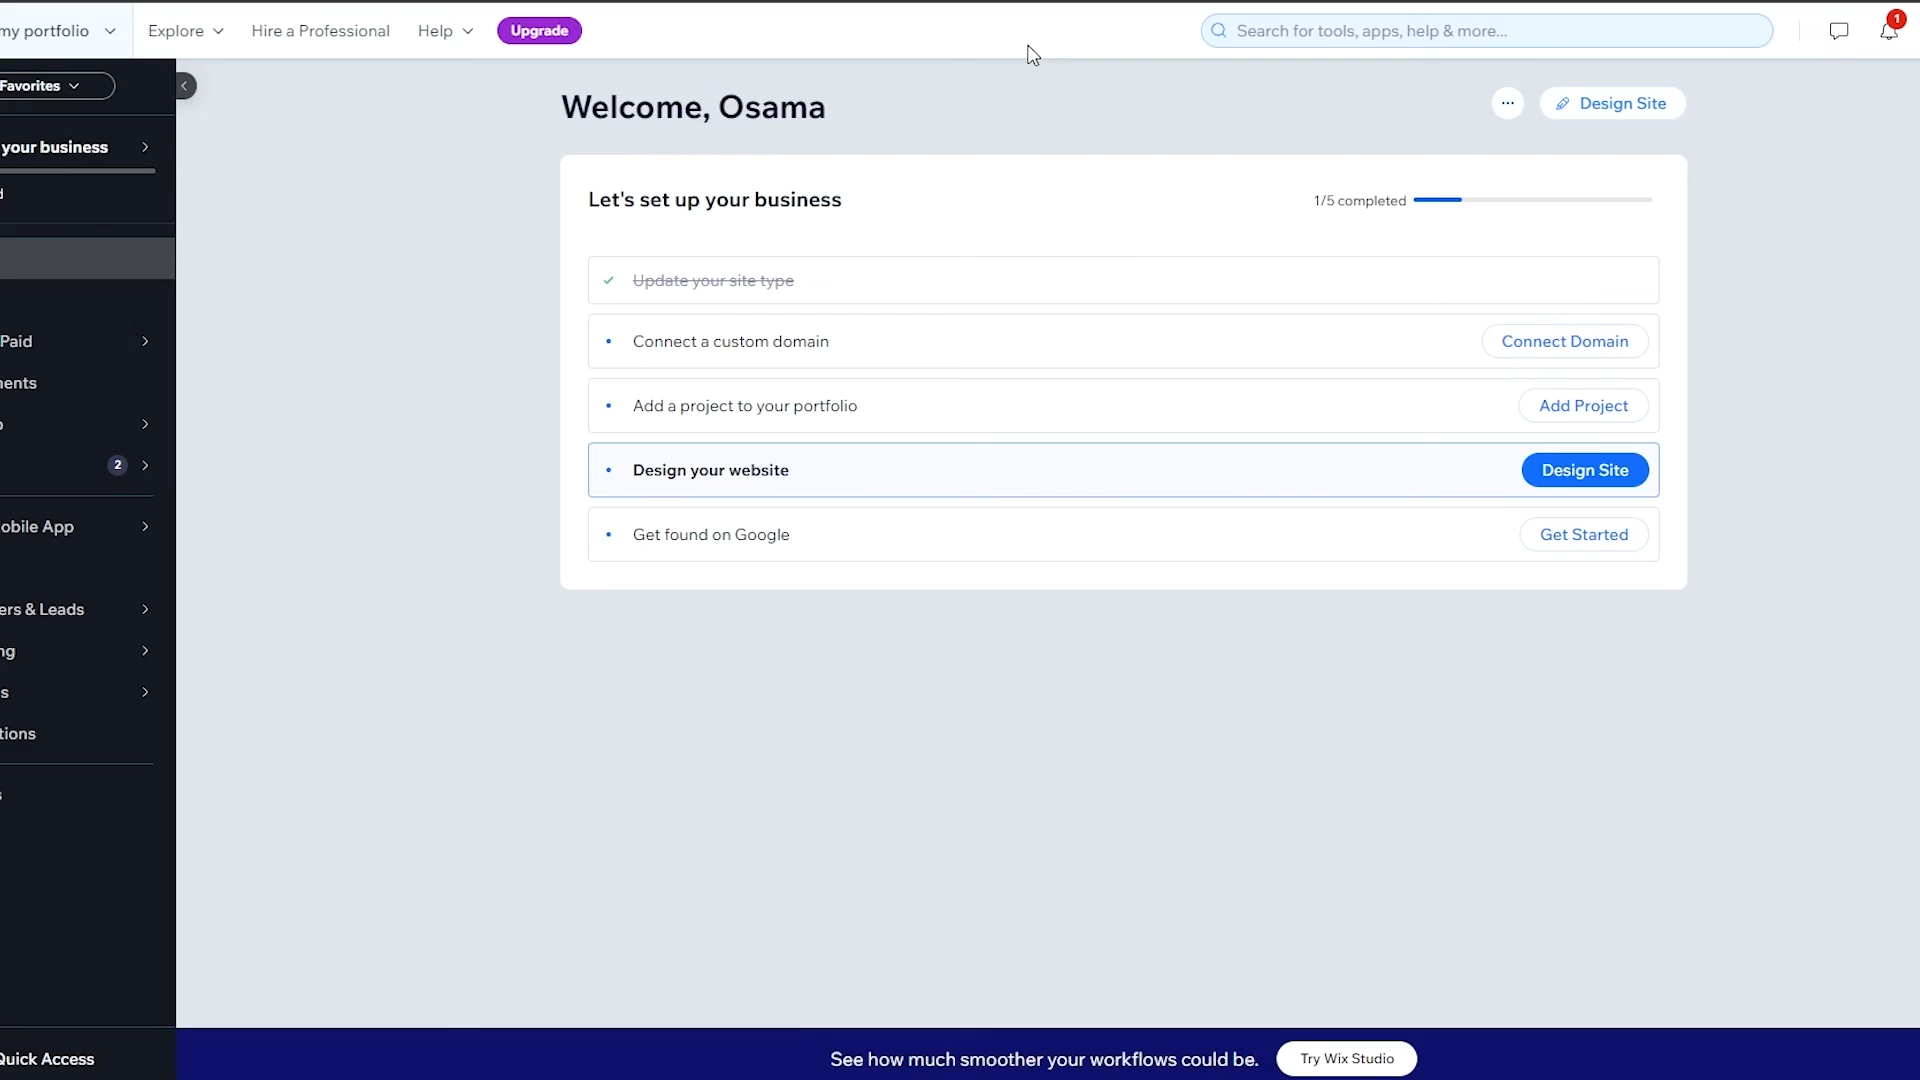 my portfolio
Explore
Hire a Professional
Help
Upgrade
Search for tools, apps, help & more...
1
Favorites
Welcome, Osama
Design Site
your business
Let's set up your business
1/5 completed
Update your site type
Paid
Connect a custom domain
Connect Domain
Add a project to your portfolio
Add Project
2
Design your website
Design Site
obile App
Get found on Google
Get Started
ers & Leads
ng
s
tions
s
Quick Access
See how much smoother your workflows could be.
Try Wix Studio